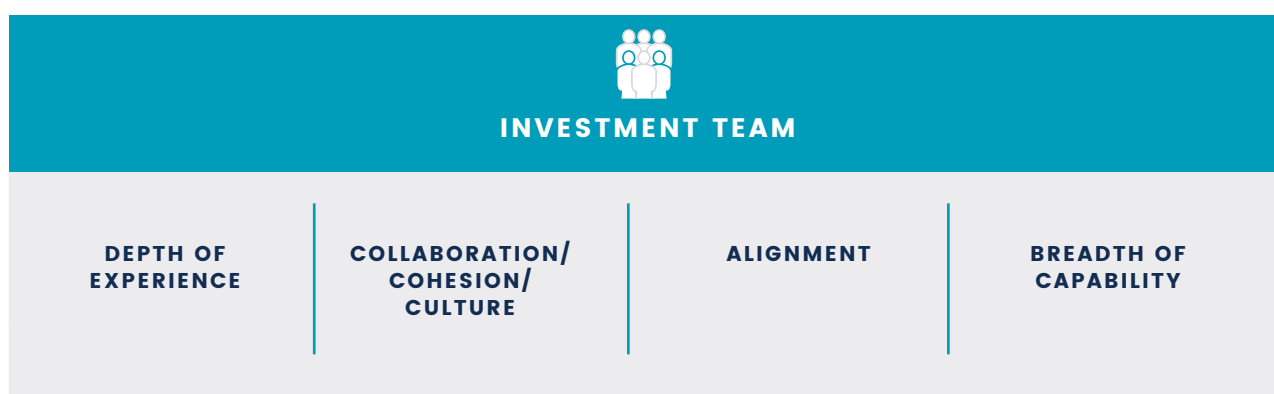 INVESTMENT TEAM
DEPTH OF
EXPERIENCE
COLLABORATION/
COHESION/
CULTURE
ALIGNMENT
BREADTH OF
CAPABILITY